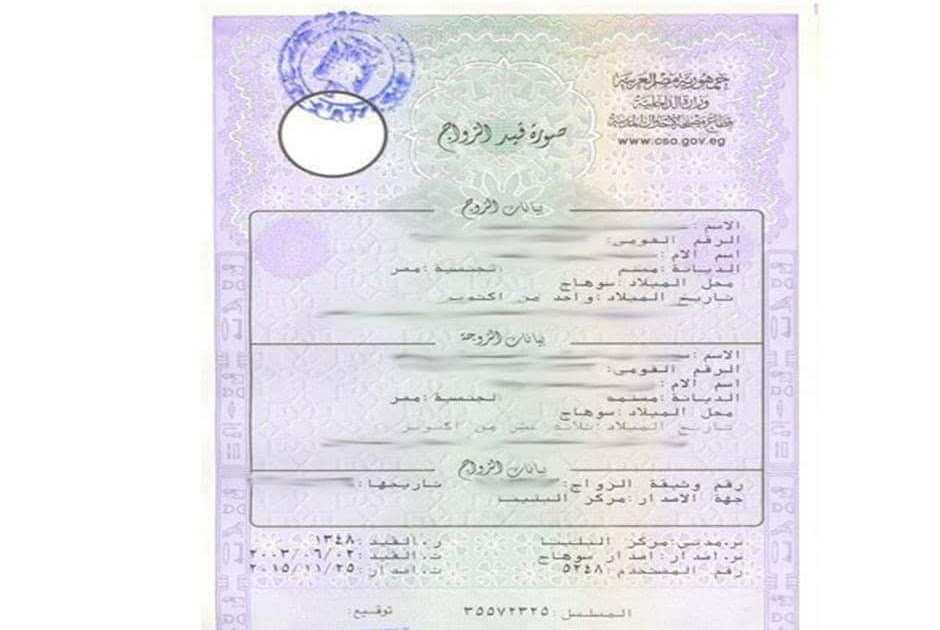 جمهورية مصر العربية
وزارة الداخلية
قطاع مصلحة الأحوال المدنية
www.cso.gov.eg
صورة قيد الزواج
بيانات الزوج
الاسم :
الرقم القومى:
اسم الام :
الديانة :مسلم الجنسية :مصر
محل الميلاد :سوهاج
تاريخ الميلاد :واحد من اكتوبر
بيانات الزوجة
الاسم :
الرقم القومى:
اسم الام :
الديانة :مسلمة الجنسية :مصر
محل الميلاد :سوهاج
تاريخ الميلاد :ثلاثة عشر من اكتوبر
بيانات الزواج
رقم وثيقة الزواج : تاريخها:
جهة الاصدار :مركز البلينا
س.مدنى :مركز البلينا ر.القيد :١٣٤٨
س.اصدار :اصدار سوهاج ت.القيد :٢٠٠٣/٠٦/٠٢
رقم المستخدم :٥٢٤٨ ت.اصدار :٢٠١٥/١١/٢٥
المسلسل :٣٥٥٧٢٣٢٥ توقيع: